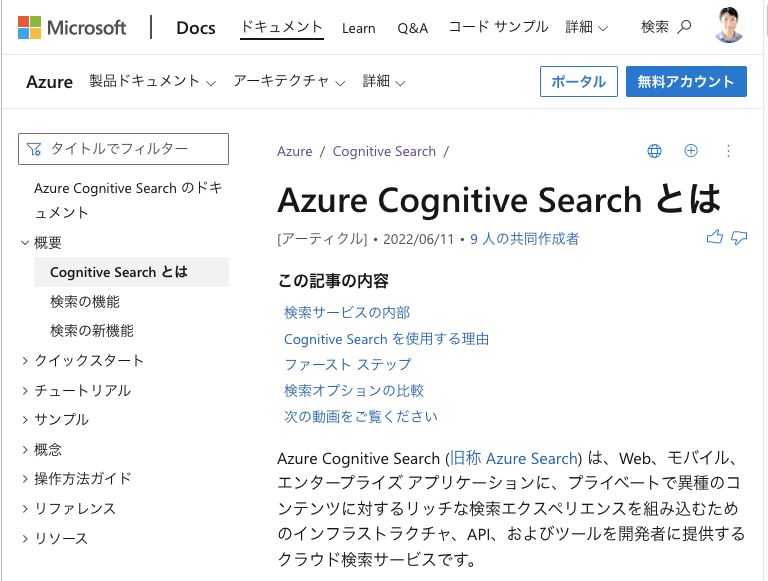 Microsoft Docs ドキュメント Learn Q&A コード サンプル 詳細 検索
Azure 製品ドキュメント アーキテクチャ 詳細 ポータル 無料アカウント
タイトルでフィルター
Azure Cognitive Search のドキ
ュメント
概要
Cognitive Search とは
検索の機能
検索の新機能
クイックスタート
チュートリアル
サンプル
概念
操作方法ガイド
リファレンス
リソース
Azure / Cognitive Search /
Azure Cognitive Search とは
[アーティクル] • 2022/06/11 • 9 人の共同作成者
この記事の内容
検索サービスの内部
Cognitive Search を使用する理由
ファースト ステップ
検索オプションの比較
次の動画をご覧ください
Azure Cognitive Search (旧称 Azure Search) は、Web、モバイル、
エンタープライズ アプリケーションに、プライベートで異種のコ
ンテンツに対するリッチな検索エクスペリエンスを組み込むため
のインフラストラクチャ、API、およびツールを開発者に提供する
クラウド検索サービスです。